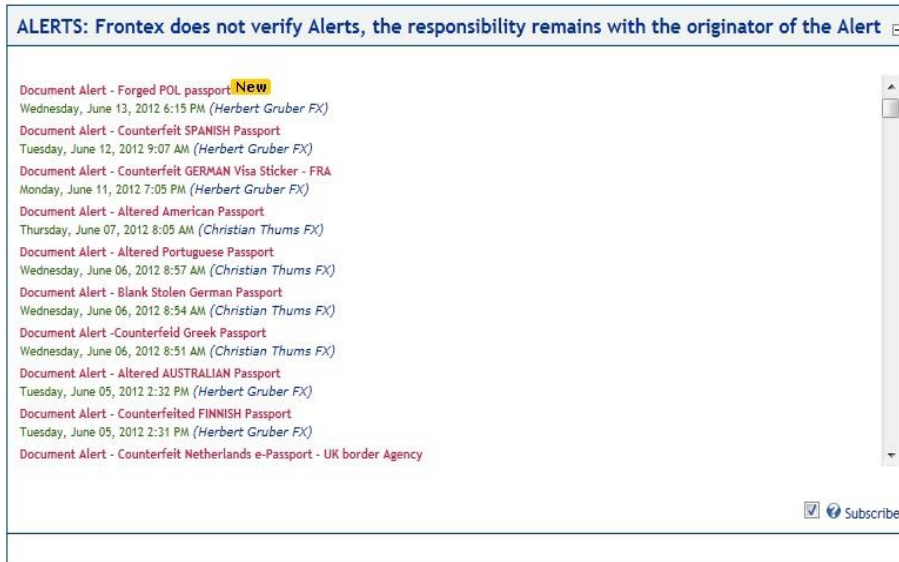 ALERTS: Frontex does not verify Alerts, the responsibility remains with the originator of the Alert
Document Alert - Forged POL passport New
Wednesday, June 13, 2012 6:15 PM (Herbert Gruber FX)
Document Alert - Counterfeit SPANISH Passport
Tuesday, June 12, 2012 9:07 AM (Herbert Gruber FX)
Document Alert - Counterfeit GERMAN Visa Sticker - FRA
Monday, June 11, 2012 7:05 PM (Herbert Gruber FX)
Document Alert - Altered American Passport
Thursday, June 07, 2012 8:05 AM (Christian Thums FX)
Document Alert - Altered Portuguese Passport
Wednesday, June 06, 2012 8:57 AM (Christian Thums FX)
Document Alert - Blank Stolen German Passport
Wednesday, June 06, 2012 8:54 AM (Christian Thums FX)
Document Alert -Counterfeid Greek Passport
Wednesday, June 06, 2012 8:51 AM (Christian Thums FX)
Document Alert - Altered AUSTRALIAN Passport
Tuesday, June 05, 2012 2:32 PM (Herbert Gruber FX)
Document Alert - Counterfeited FINNISH Passport
Tuesday, June 05, 2012 2:31 PM (Herbert Gruber FX)
Document Alert - Counterfeit Netherlands e-Passport - UK border Agency
Subscribe